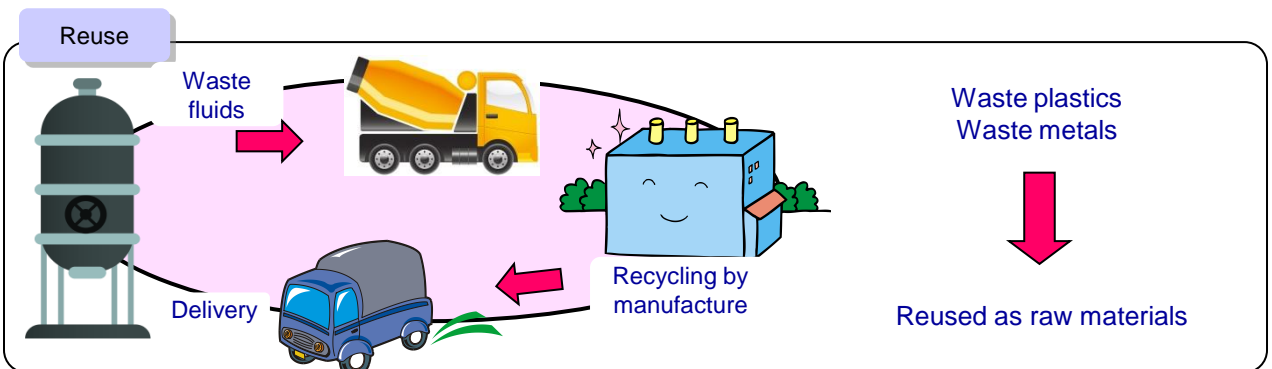 Reuse
Waste
fluids
Waste plastics
Waste metals
Recycling by
manufacture
Delivery
Reused as raw materials